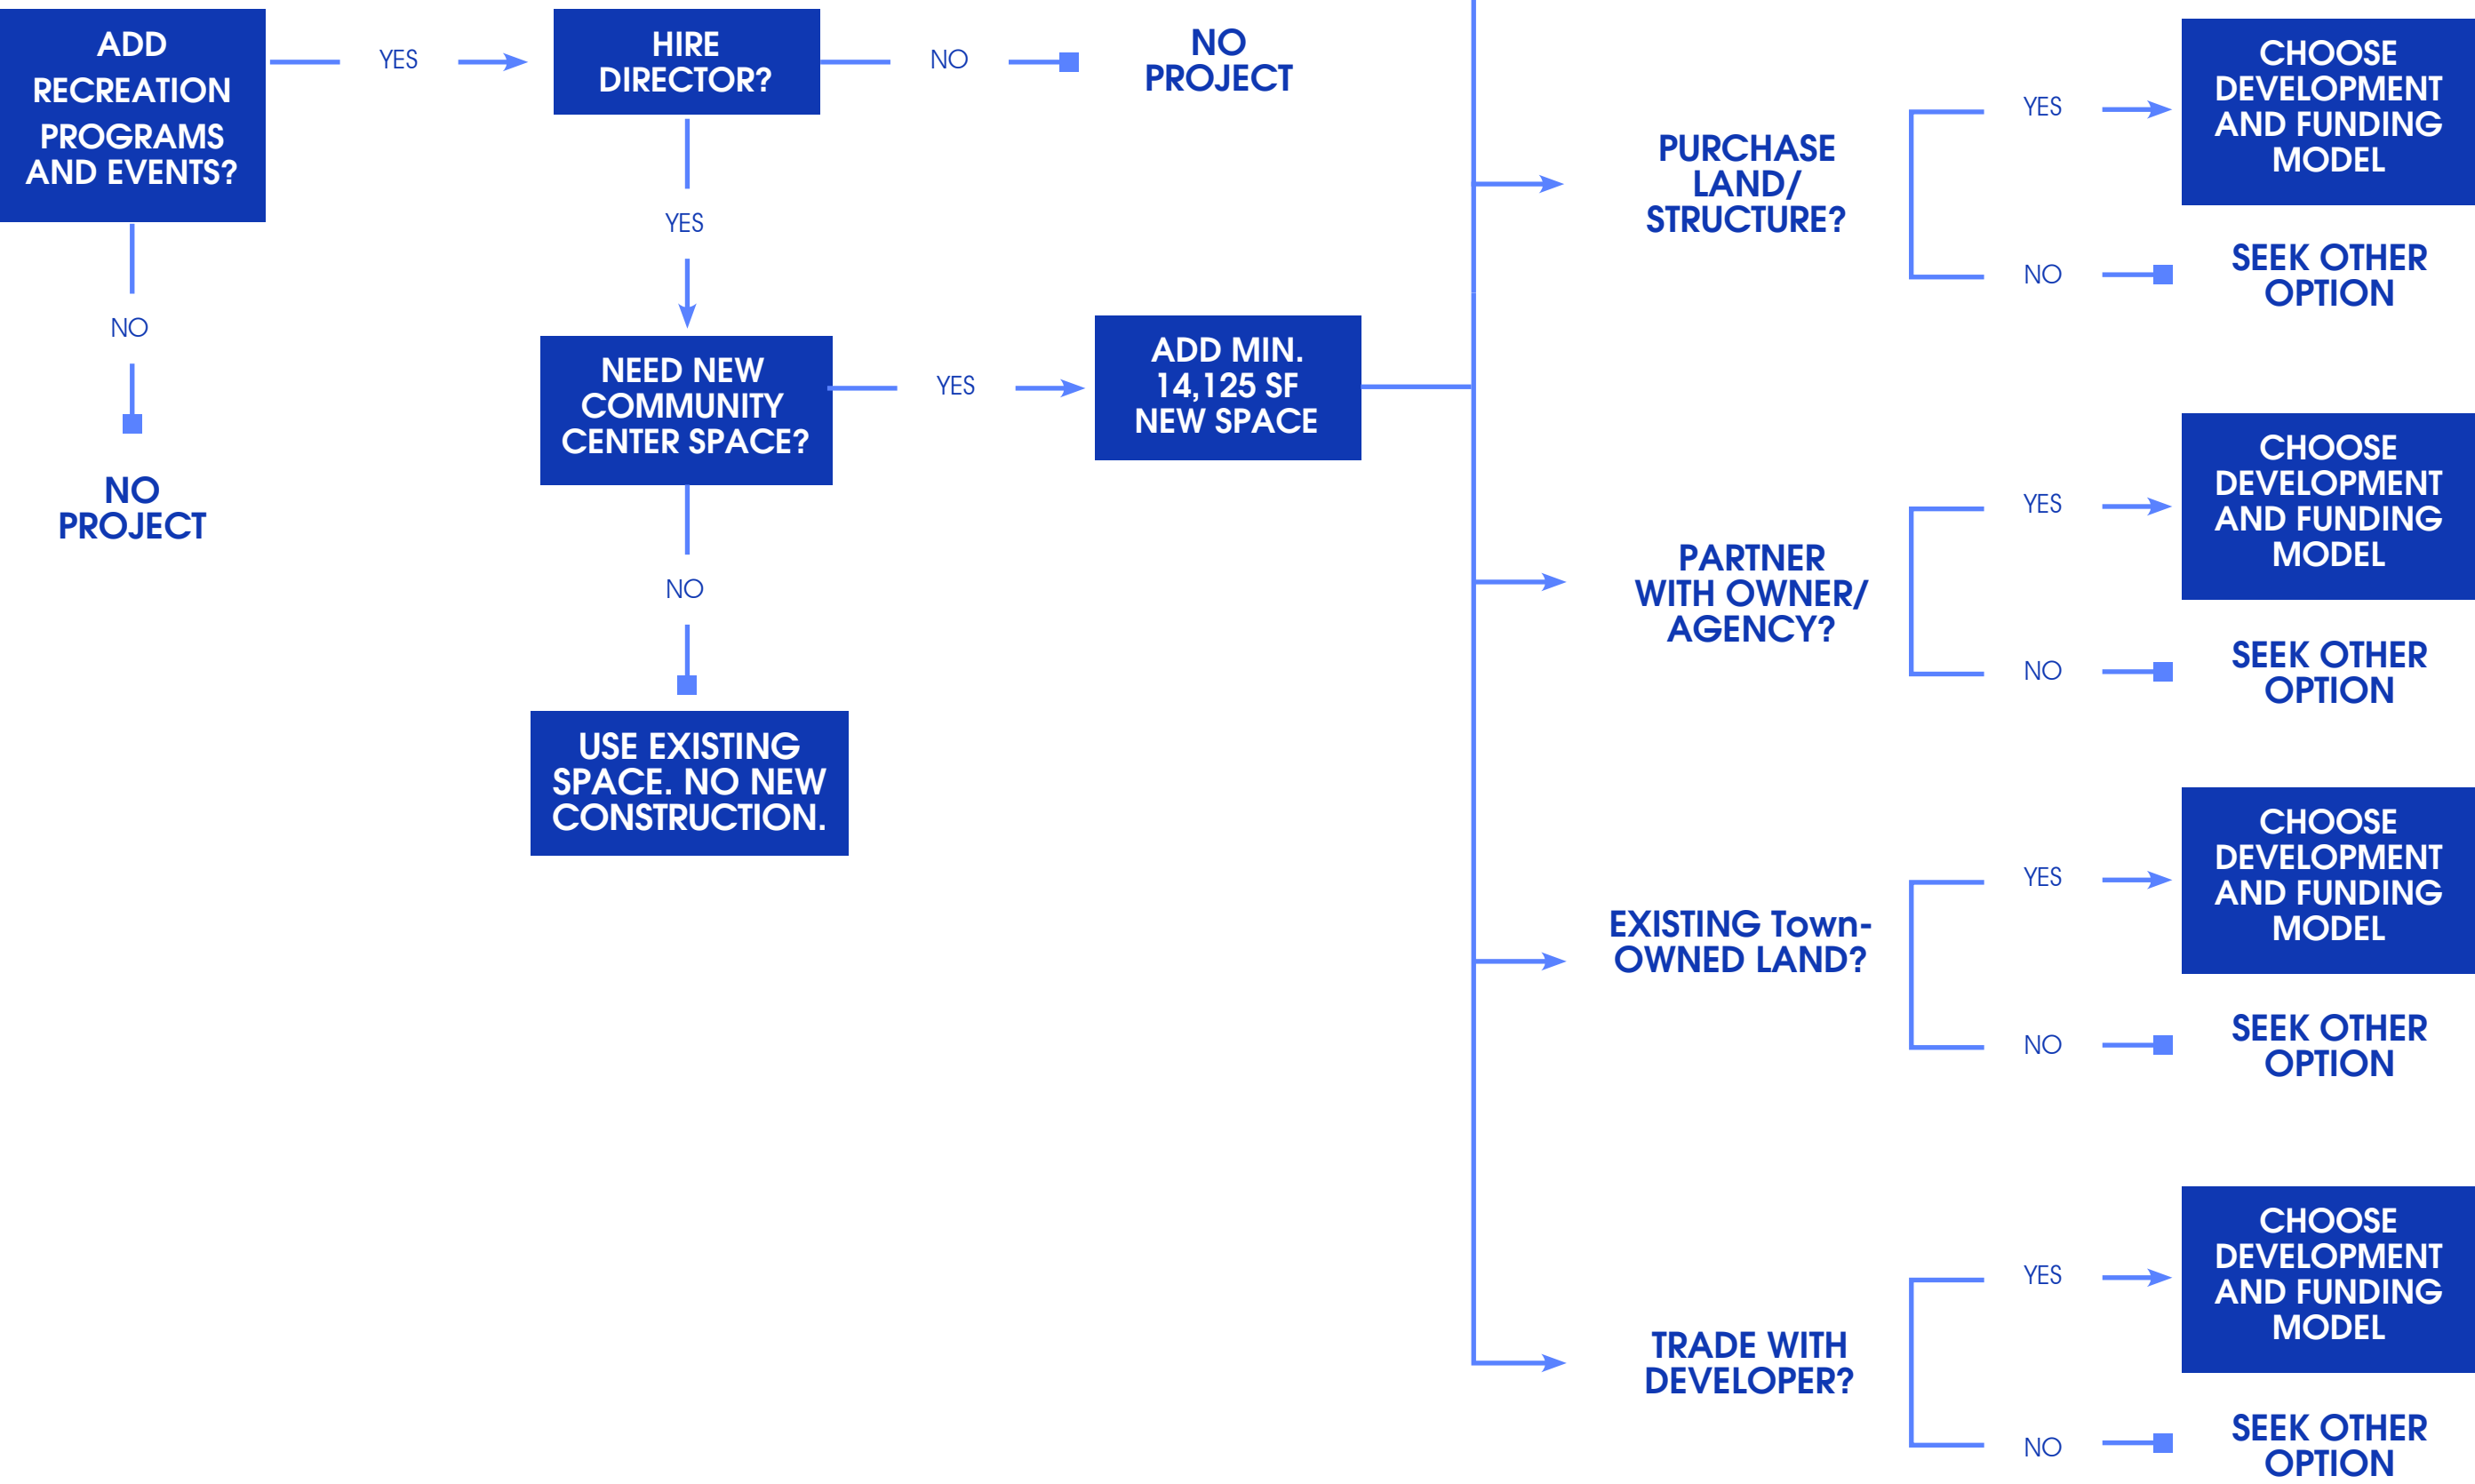 ADD
RECREATION
PROGRAMS
AND EVENTS?
YES
NO
NO
PROJECT
HIRE
DIRECTOR?
NO
NO
PROJECT
YES
NEED NEW
COMMUNITY
CENTER SPACE?
YES
ADD MIN.
14,125 SF
NEW SPACE
NO
USE EXISTING
SPACE. NO NEW
CONSTRUCTION.
PURCHASE
LAND/
STRUCTURE?
YES
CHOOSE
DEVELOPMENT
AND FUNDING
MODEL
NO
SEEK OTHER
OPTION
PARTNER
WITH OWNER/
AGENCY?
YES
CHOOSE
DEVELOPMENT
AND FUNDING
MODEL
NO
SEEK OTHER
OPTION
EXISTING Town-
OWNED LAND?
YES
CHOOSE
DEVELOPMENT
AND FUNDING
MODEL
NO
SEEK OTHER
OPTION
TRADE WITH
DEVELOPER?
YES
CHOOSE
DEVELOPMENT
AND FUNDING
MODEL
NO
SEEK OTHER
OPTION